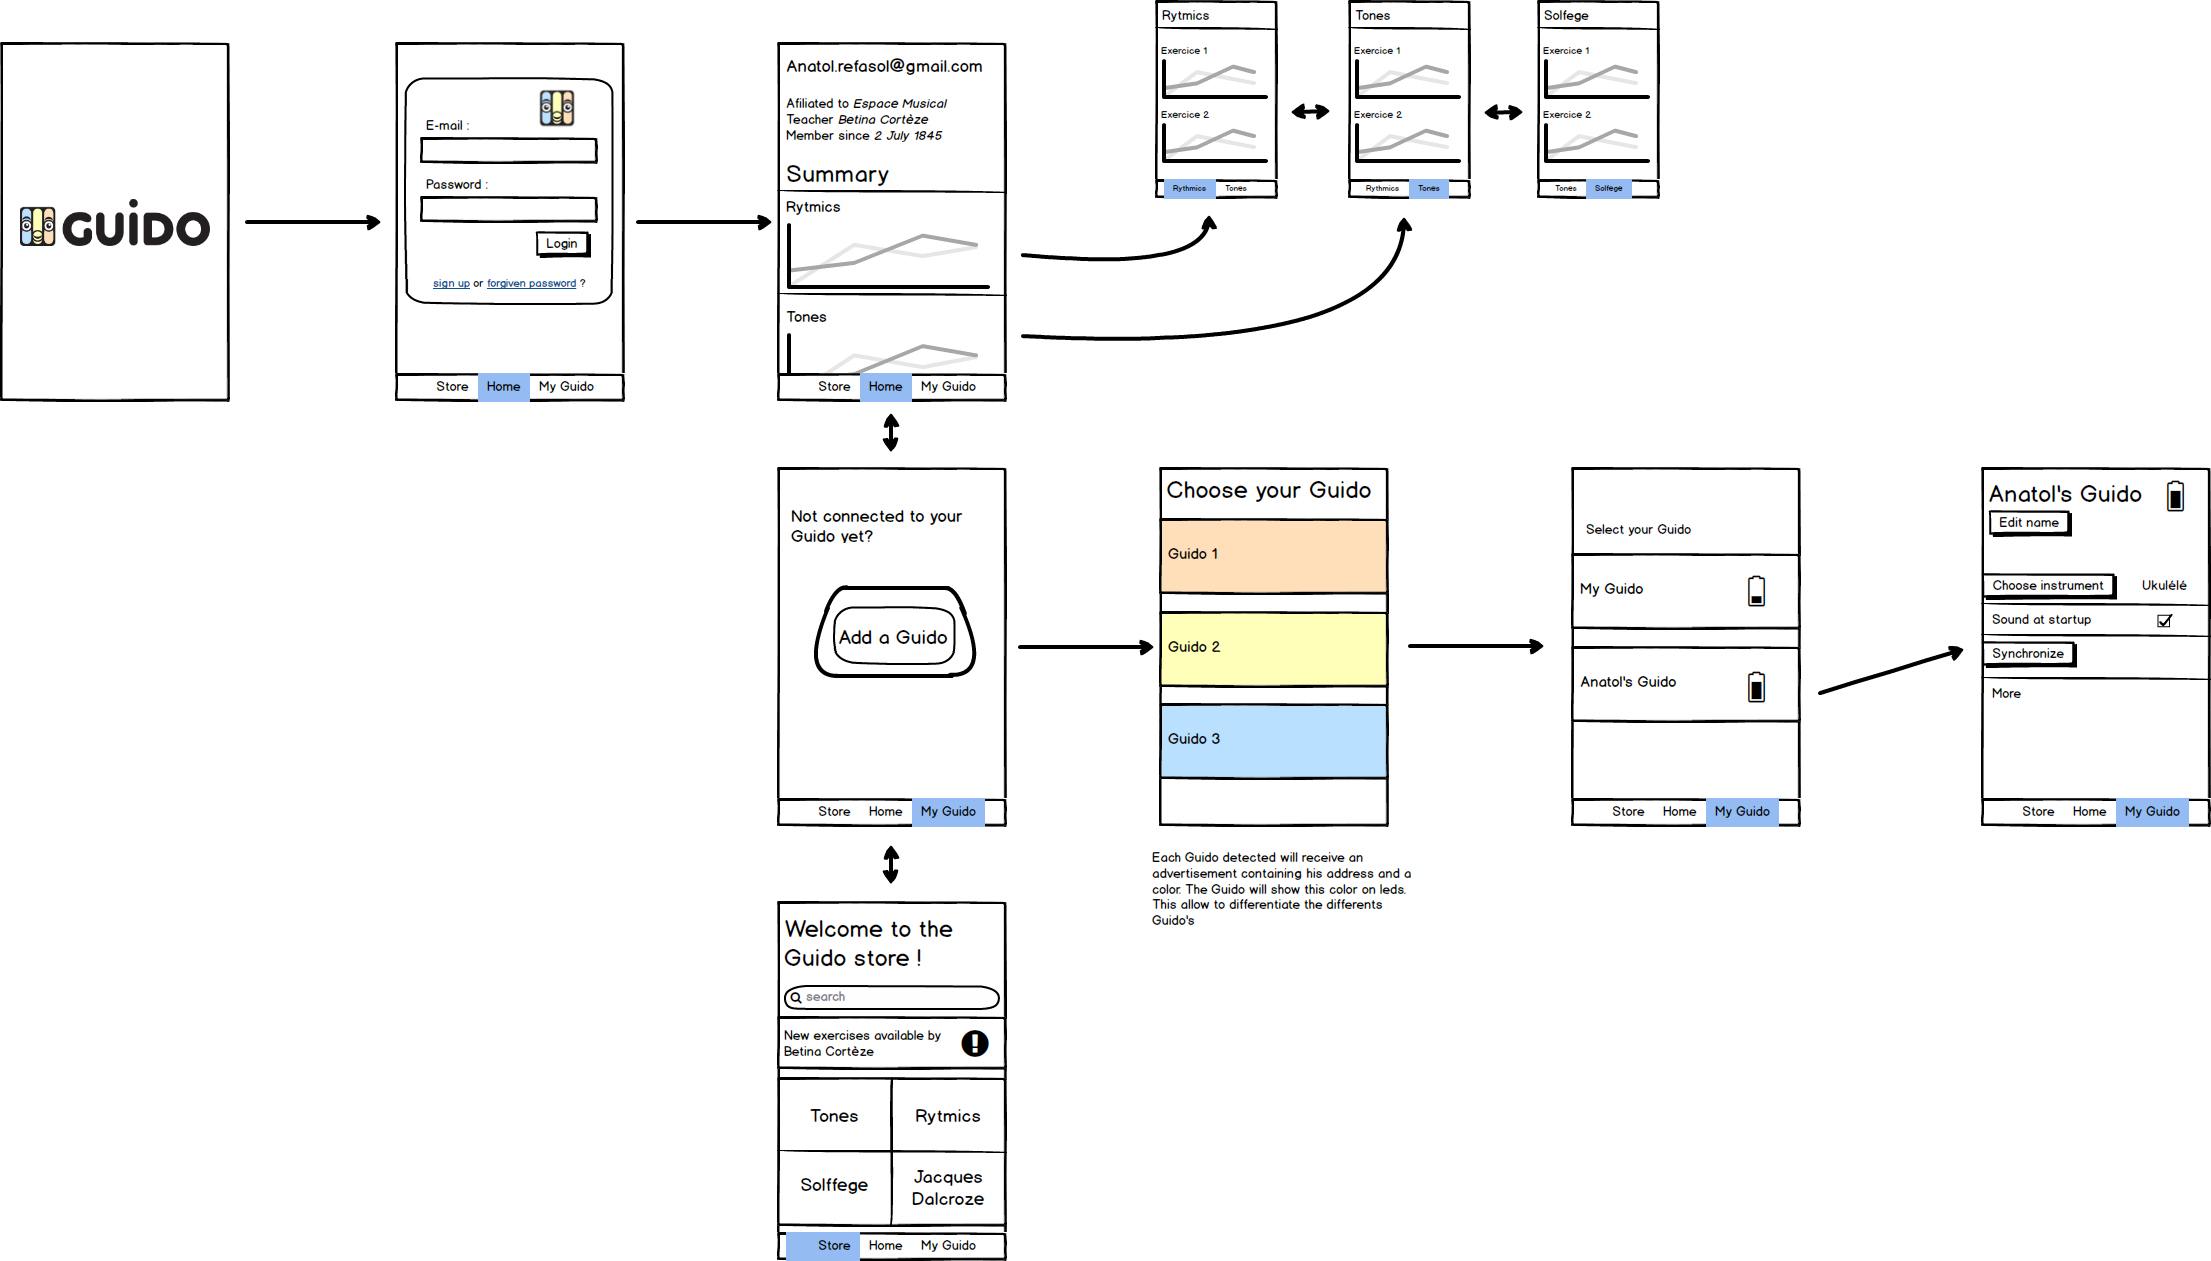 GUIDO
E-mail :
Password :
Login
sign up or forgiven password ?
Store Home My Guido
Anatol.refasol@gmail.com
Afiliated to Espace Musical
Teacher Betina Cortèze
Member since 2 July 1845
Summary
Rytmics
Tones
Store Home My Guido
Rytmics
Exercice 1
Exercice 2
Rythmics Tones
Tones
Exercice 1
Exercice 2
Rythmics Tones
Solfege
Exercice 1
Exercice 2
Tones Solfege
Not connected to your
Guido yet?
Add a Guido
Store Home My Guido
Choose your Guido
Guido 1
Guido 2
Guido 3
Each Guido detected will receive an
advertisement containing his address and a
color. The Guido will show this color on leds.
This allow to differentiate the differents
Guido's
Select your Guido
My Guido
Anatol's Guido
Store Home My Guido
Anatol's Guido
Edit name
Choose instrument Ukulélé
Sound at startup
Synchronize
More
Store Home My Guido
Welcome to the
Guido store !
search
New exercises available by
Betina Cortèze
Tones Rytmics
Solffege Jacques
Dalcroze
Store Home My Guido